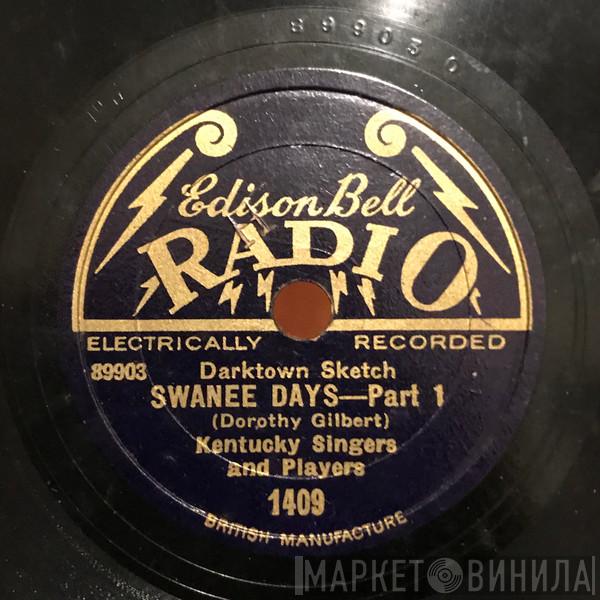 899030
Edison Bell
RADIO
ELECTRICALLY RECORDED
89903 Darktown Sketch
SWANEE DAYS—Part 1
(Dorothy Gilbert)
Kentucky Singers
and Players
1409
BRITISH MANUFACTURE
МАРКЕТ ВИНИЛА